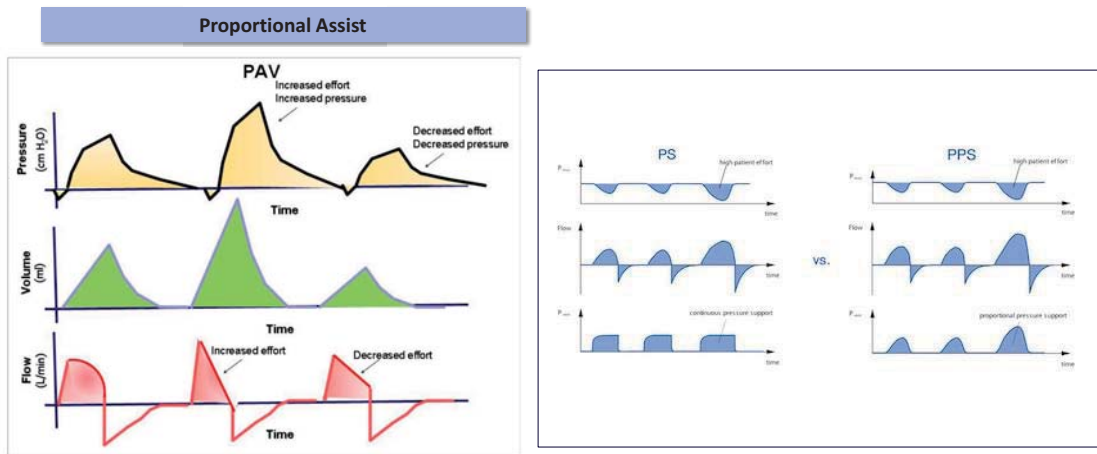 Proportional Assist
PAV
Increased effort
Increased pressure
Decreased effort
Decreased pressure
Pressure
(cm H₂O)
Time
Volume
(ml)
Time
Increased effort
Decreased effort
Flow
(L/min)
Time
PS
high patient effort
P
time
Flow
time
continuous pressure support
P
time
vs.
PPS
high patient effort
P
time
Flow
time
proportional pressure support
P
time